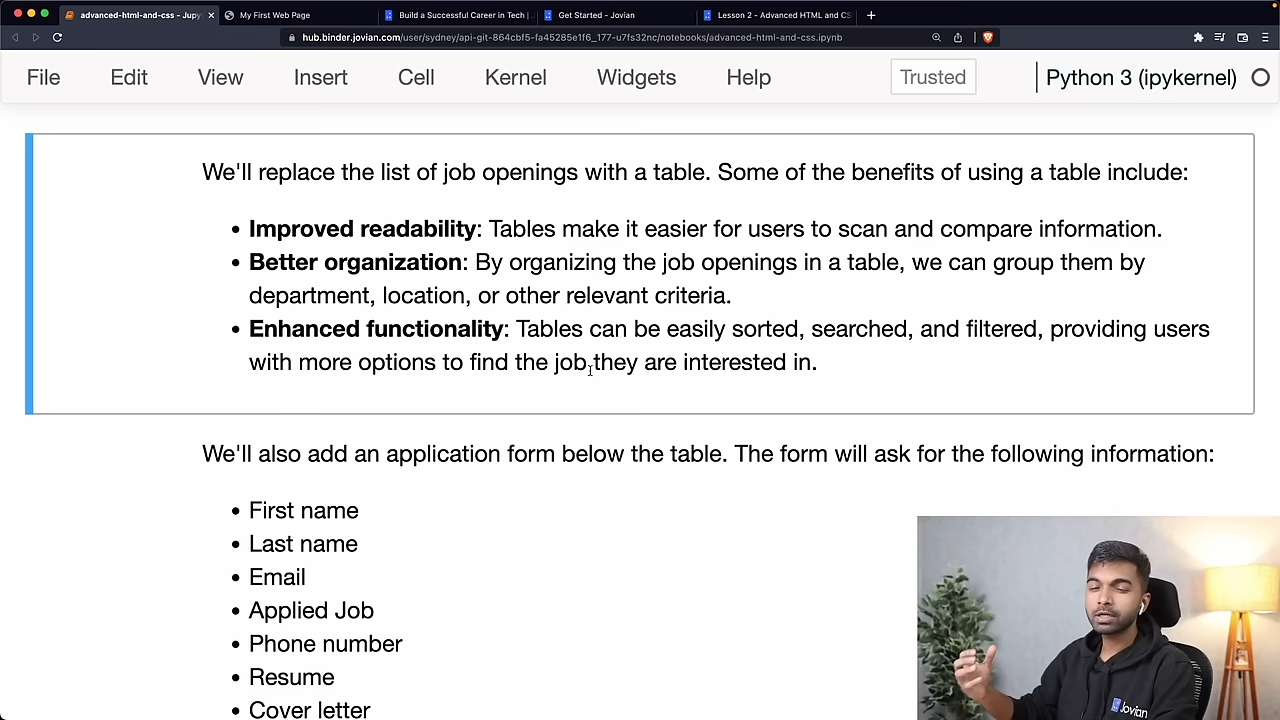 advanced-html-and-css - Jupy
My First Web Page
Build a Successful Career in Tech |
Get Started - Jovian
Lesson 2 - Advanced HTML and CS
hub.binder.jovian.com/user/sydney/api-git-864cbf5-fa45285e1f6_177-u7fs32nc/notebooks/advanced-html-and-css.ipynb
File Edit View Insert Cell Kernel Widgets Help Trusted Python 3 (ipykernel)
We'll replace the list of job openings with a table. Some of the benefits of using a table include:
• Improved readability: Tables make it easier for users to scan and compare information.
• Better organization: By organizing the job openings in a table, we can group them by
department, location, or other relevant criteria.
• Enhanced functionality: Tables can be easily sorted, searched, and filtered, providing users
with more options to find the job they are interested in.
We'll also add an application form below the table. The form will ask for the following information:
• First name
• Last name
• Email
• Applied Job
• Phone number
• Resume
• Cover letter
Jovian